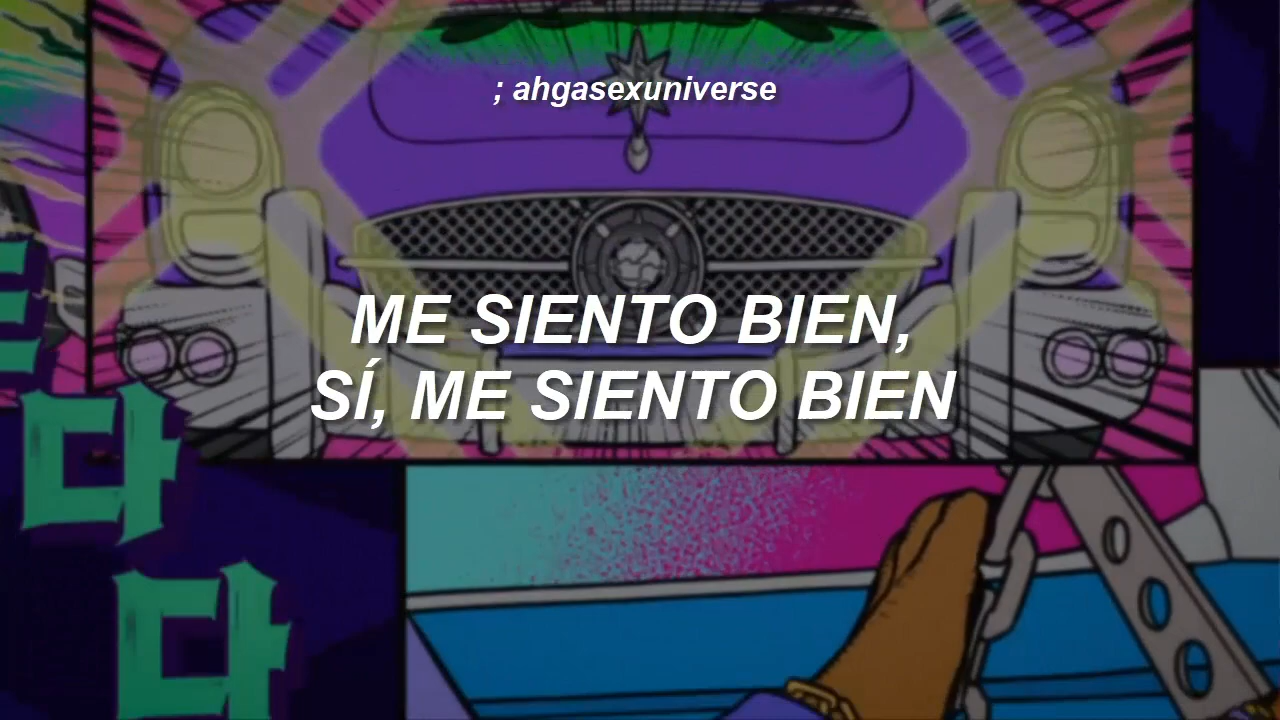 ; ahgasexuniverse
ME SIENTO BIEN,
SÍ, ME SIENTO BIEN
다
다